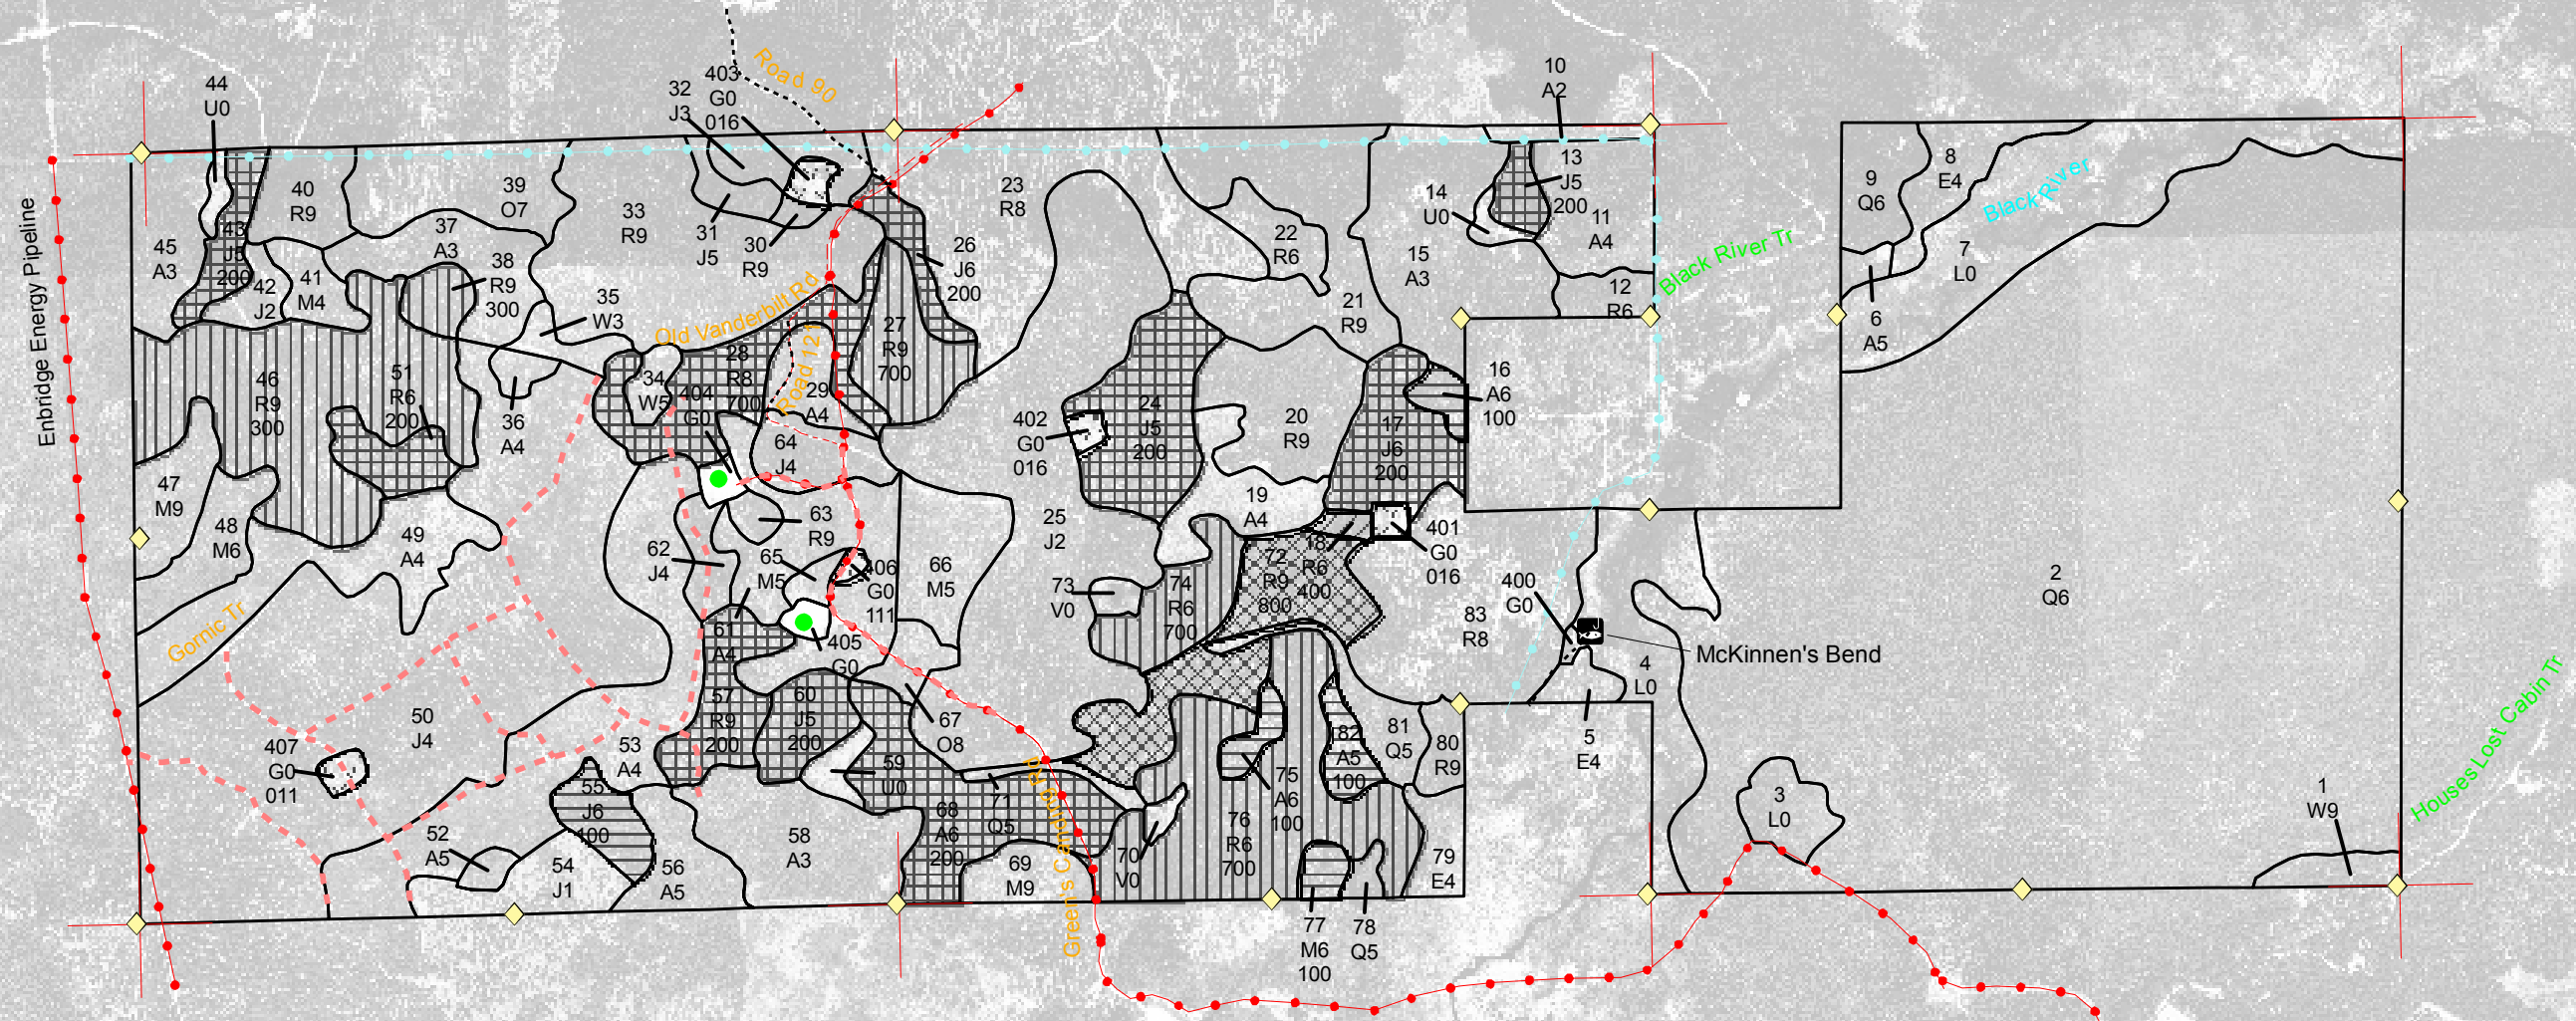 44
U0
Road 90
403
G0
016
32
J3
10
A2
40
R9
39
O7
33
R9
37
A3
45
A3
43
J5
200
42
J2
41
M4
38
R9
300
35
W3
31
J5
30
R9
26
J6
200
23
R8
22
R6
21
R9
15
A3
14
U0
13
J5
200
11
A4
12
R6
Black River Tr
9
Q6
8
E4
Black River
7
L0
6
A5
Enbridge Energy Pipeline
46
R9
300
51
R6
200
36
A4
Old Vanderbilt Rd
34
W5
28
R8
700
404
G0
Road 121
29
A4
27
R9
700
64
J4
402
G0
016
24
J5
200
20
R9
17
J6
200
16
A6
100
47
M9
48
M6
49
A4
62
J4
63
R9
65
M5
406
G0
111
66
M5
25
J2
19
A4
18
R6
400
401
G0
016
72
R9
800
73
V0
74
R6
700
83
R8
400
G0
McKinnen's Bend
4
L0
2
Q6
Gornic Tr
61
A4
405
G0
50
J4
407
G0
011
57
R9
200
60
J5
200
67
O8
53
A4
59
U0
55
J6
100
52
A5
54
J1
56
A5
58
A3
68
A6
200
71
Q5
69
M9
Green's Camp Rd
70
V0
76
R6
700
75
A6
100
82
A5
100
81
Q5
80
R9
79
E4
77
M6
100
78
Q5
5
E4
3
L0
1
W9
Houses Lost Cabin Tr